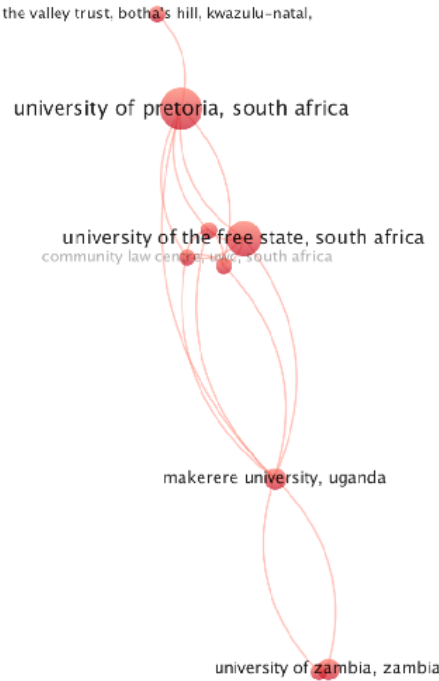 the valley trust, botha's hill, kwazulu-natal,
university of pretoria, south africa
university of the free state, south africa
community law centre, uwc, south africa
makerere university, uganda
university of zambia, zambia